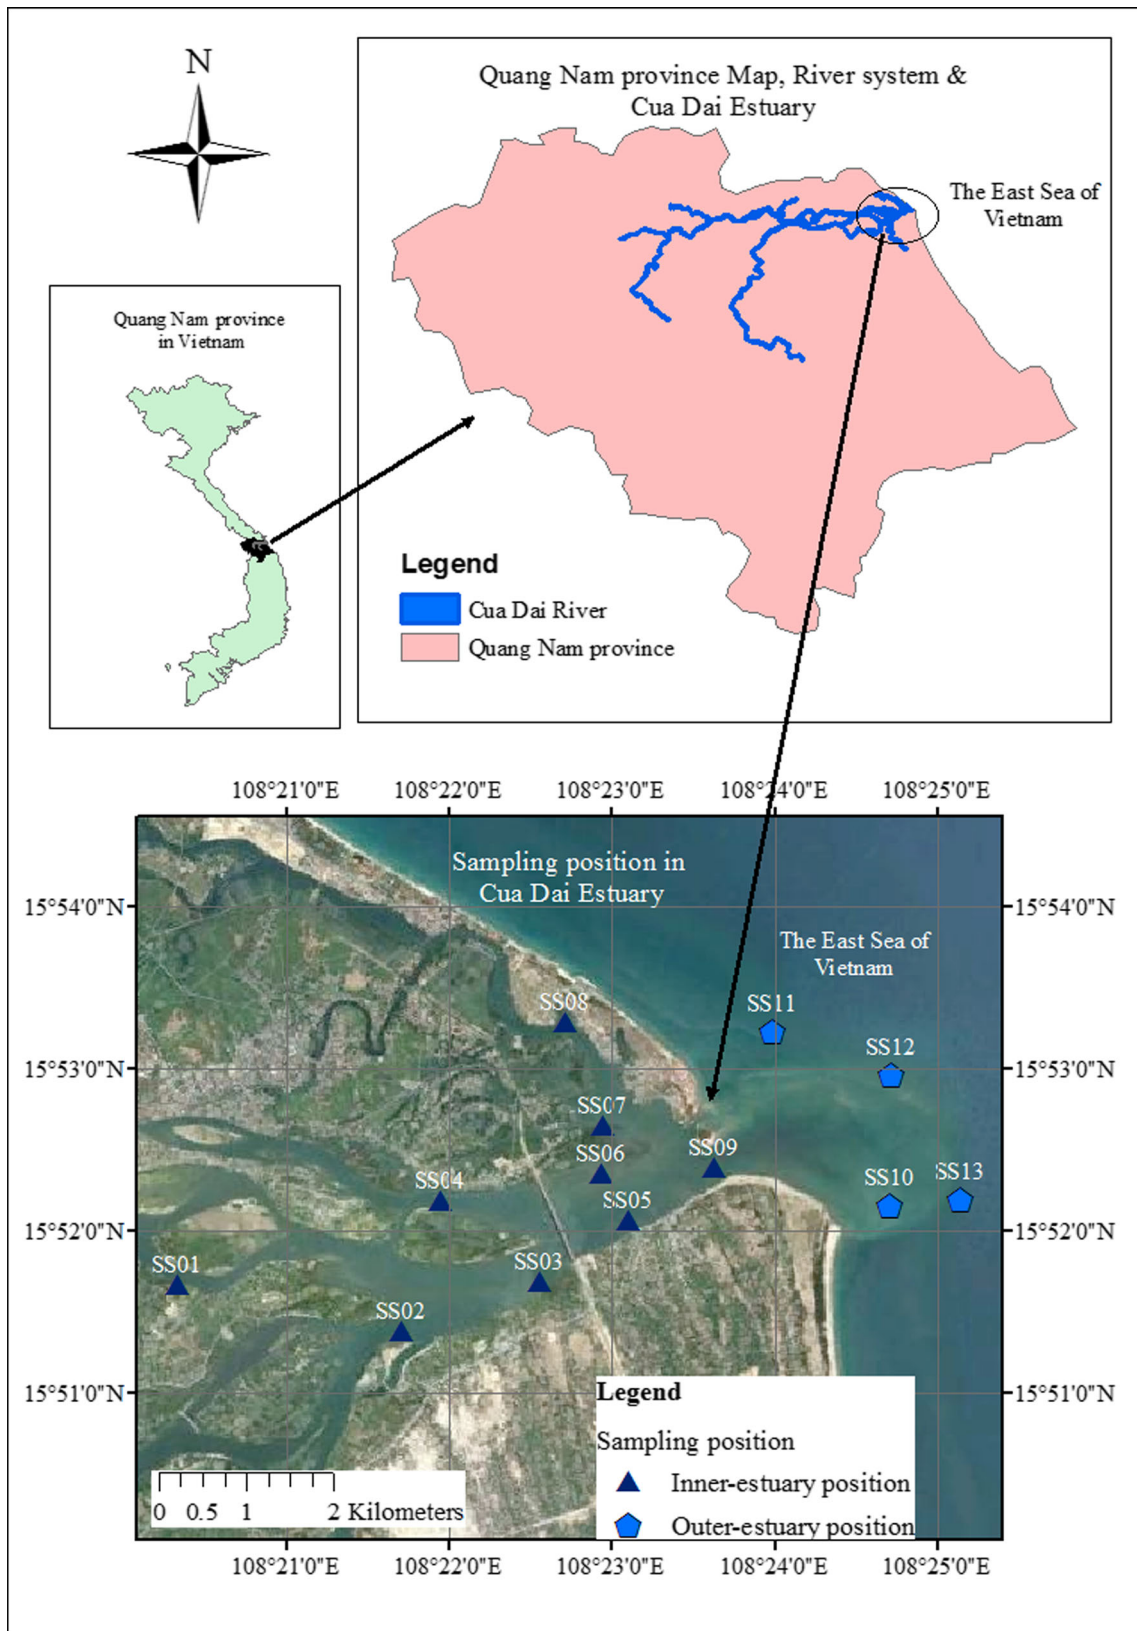 N
Quang Nam province Map, River system &
Cua Dai Estuary
The East Sea of
Vietnam
Quang Nam province
in Vietnam
Legend
Cua Dai River
Quang Nam province
108°21'0"E 108°22'0"E 108°23'0"E 108°24'0"E 108°25'0"E
Sampling position in
Cua Dai Estuary
15°54'0"N 15°54'0"N
The East Sea of
Vietnam
SS08 SS11
SS12
15°53'0"N 15°53'0"N
SS07
SS06 SS09
SS04 SS05 SS10 SS13
15°52'0"N 15°52'0"N
SS01 SS03
SS02
15°51'0"N 15°51'0"N
Legend
Sampling position
Inner-estuary position
Outer-estuary position
0 0.5 1 2 Kilometers
108°21'0"E 108°22'0"E 108°23'0"E 108°24'0"E 108°25'0"E